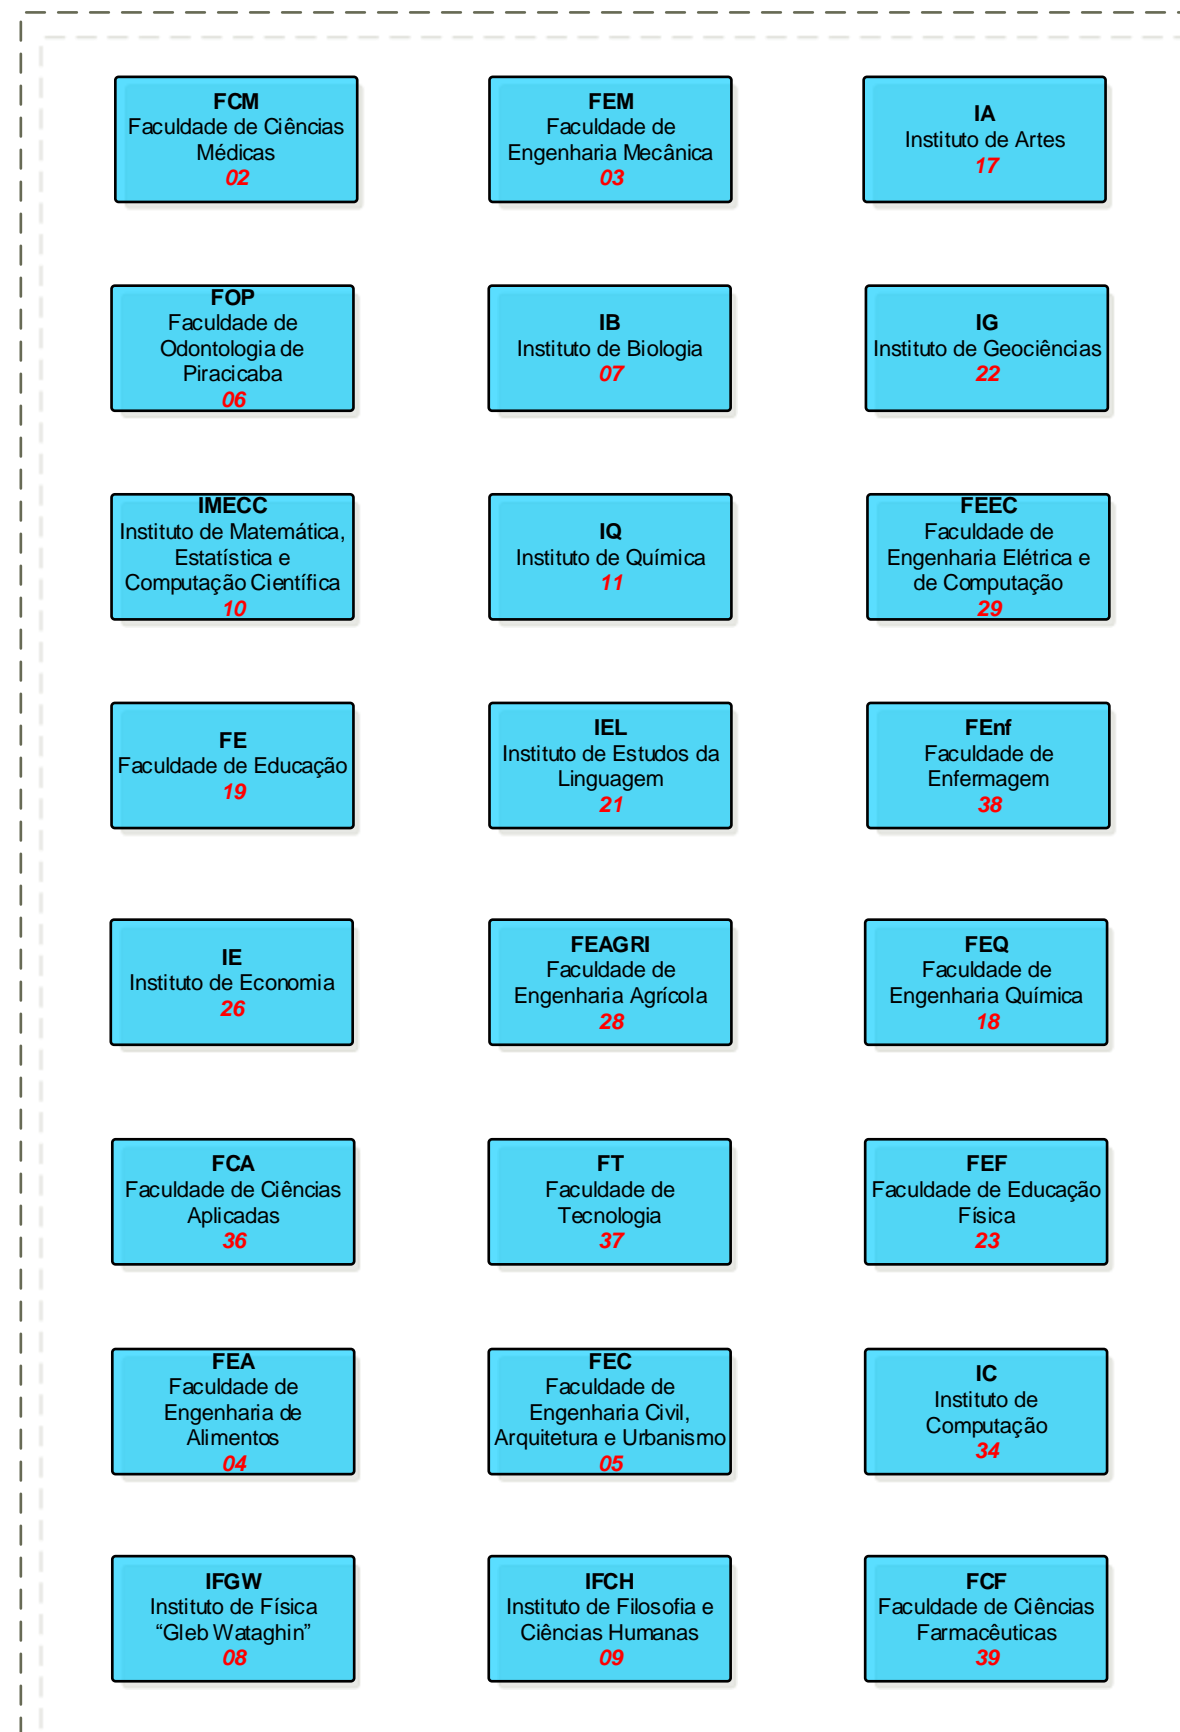 FCM
Faculdade de Ciências
Médicas
02
FEM
Faculdade de
Engenharia Mecânica
03
IA
Instituto de Artes
17
FOP
Faculdade de
Odontologia de
Piracicaba
06
IB
Instituto de Biologia
07
IG
Instituto de Geociências
22
IMECC
Instituto de Matemática,
Estatística e
Computação Científica
10
IQ
Instituto de Química
11
FEEC
Faculdade de
Engenharia Elétrica e
de Computação
29
FE
Faculdade de Educação
19
IEL
Instituto de Estudos da
Linguagem
21
FEnf
Faculdade de
Enfermagem
38
IE
Instituto de Economia
26
FEAGRI
Faculdade de
Engenharia Agrícola
28
FEQ
Faculdade de
Engenharia Química
18
FCA
Faculdade de Ciências
Aplicadas
36
FT
Faculdade de
Tecnologia
37
FEF
Faculdade de Educação
Física
23
FEA
Faculdade de
Engenharia de
Alimentos
04
FEC
Faculdade de
Engenharia Civil,
Arquitetura e Urbanismo
05
IC
Instituto de
Computação
34
IFGW
Instituto de Física
“Gleb Wataghin”
08
IFCH
Instituto de Filosofia e
Ciências Humanas
09
FCF
Faculdade de Ciências
Farmacêuticas
39